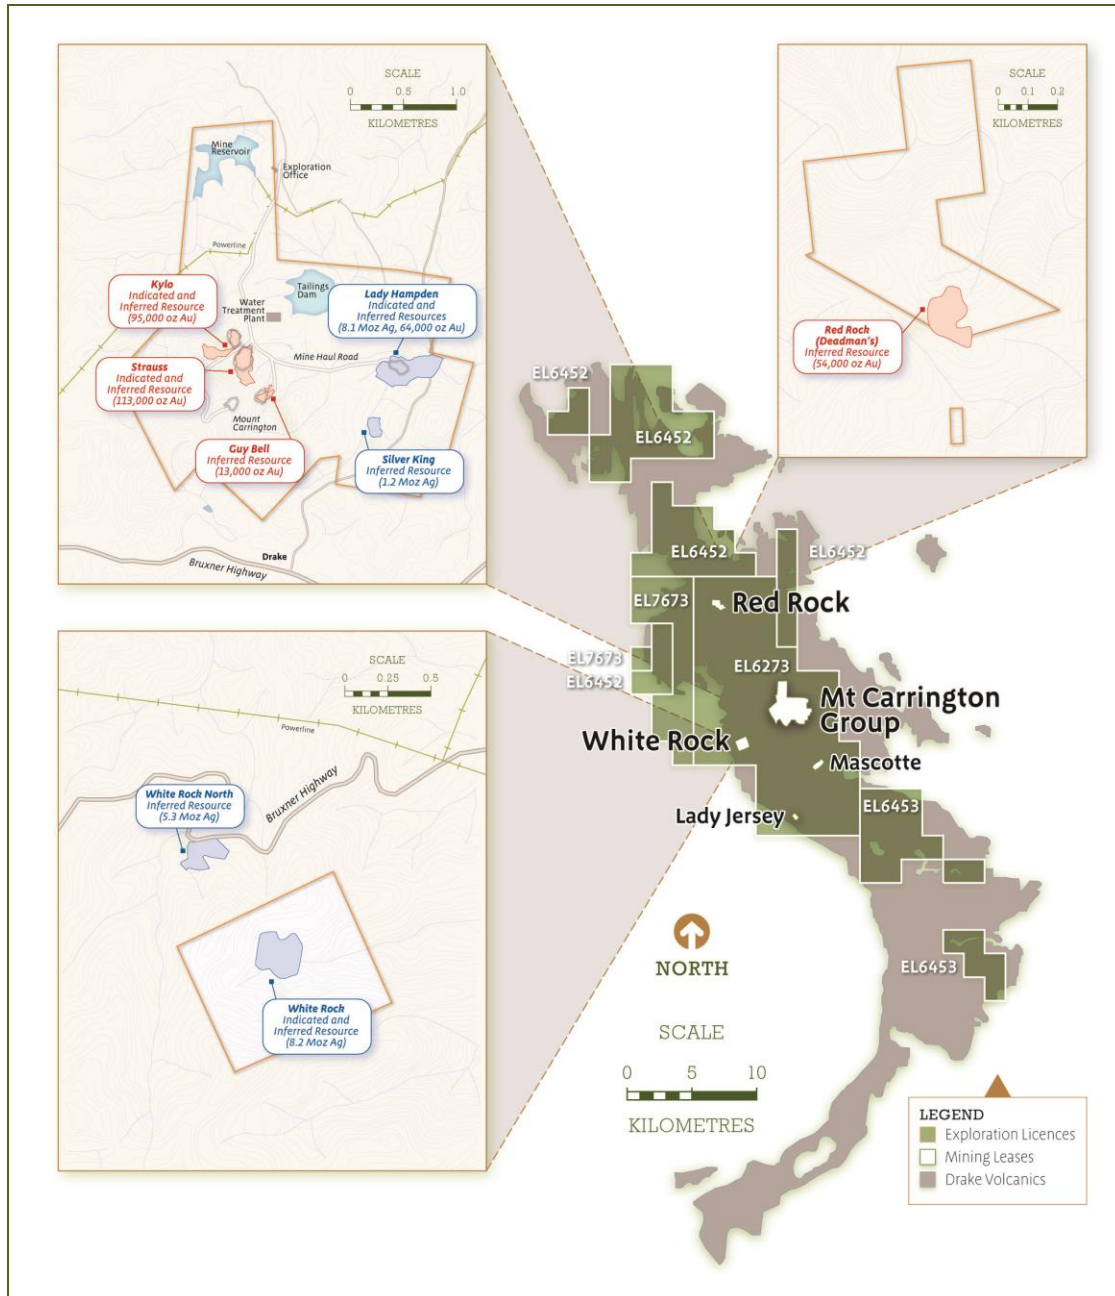 SCALE
0 0.5 1.0
KILOMETRES
Mine
Reservoir
Exploration
Office
Powerline
Kylo
Indicated and
Inferred Resource
(95,000 oz Au)
Tailings
Dam
Water
Treatment
Plant
Lady Hampden
Indicated and
Inferred Resources
(8.1 Moz Ag, 64,000 oz Au)
Mine Haul Road
Strauss
Indicated and
Inferred Resource
(113,000 oz Au)
Mount
Carrington
Guy Bell
Inferred Resource
(13,000 oz Au)
Silver King
Inferred Resource
(1.2 Moz Ag)
Drake
Bruxner Highway
SCALE
0 0.1 0.2
KILOMETRES
Red Rock
(Deadman's)
Inferred Resource
(54,000 oz Au)
SCALE
0 0.25 0.5
KILOMETRES
Powerline
Bruxner Highway
White Rock North
Inferred Resource
(5.3 Moz Ag)
White Rock
Indicated and
Inferred Resource
(8.2 Moz Ag)
EL6452
EL6452
EL6452
EL6452
EL7673
Red Rock
EL7673
EL6452
EL6273
Mt Carrington
Group
White Rock
Mascotte
Lady Jersey
EL6453
EL6453
NORTH
SCALE
0 5 10
KILOMETRES
LEGEND
Exploration Licences
Mining Leases
Drake Volcanics